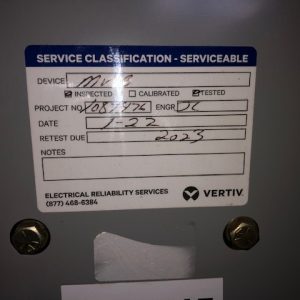 SERVICE CLASSIFICATION - SERVICEABLE
DEVICE
INSPECTED CALIBRATED TESTED
PROJECT NO. ENGR JC
DATE 1-22
RETEST DUE 2023
NOTES
ELECTRICAL RELIABILITY SERVICES
(877) 468-6384
VERTIV